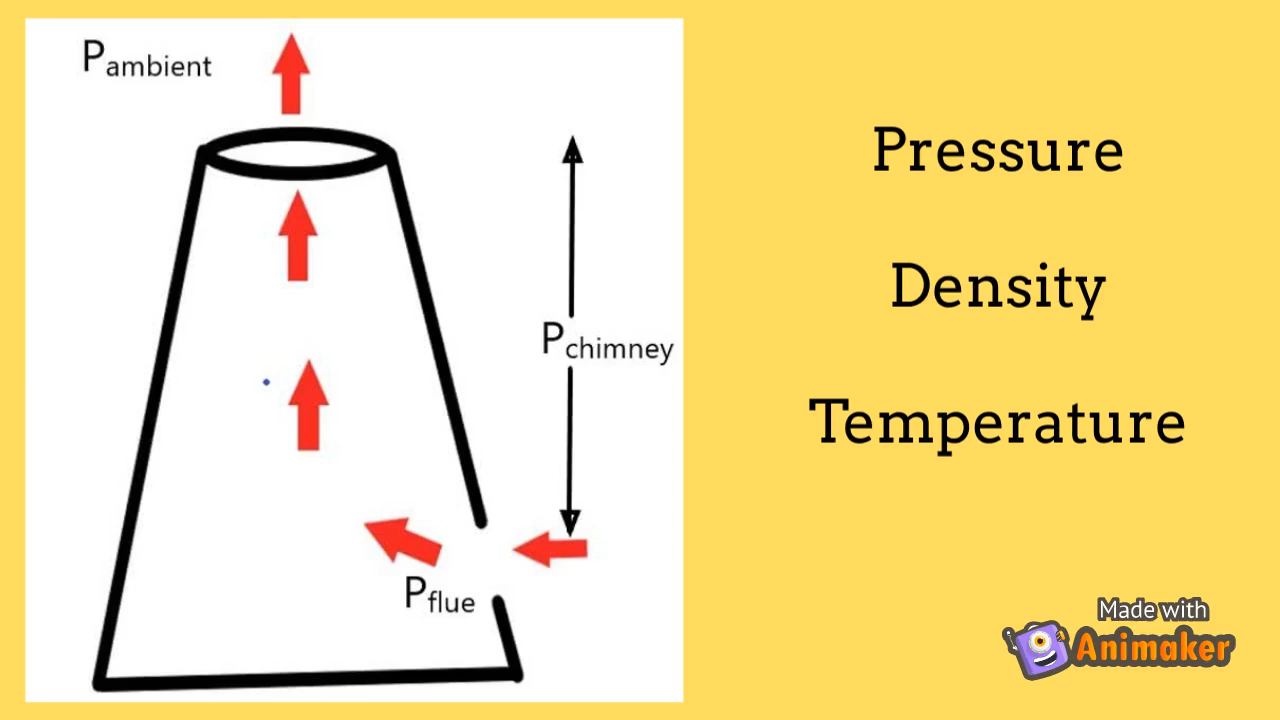 Pambient
Pchimney
Pflue
Pressure
Density
Temperature
Made with
Animaker